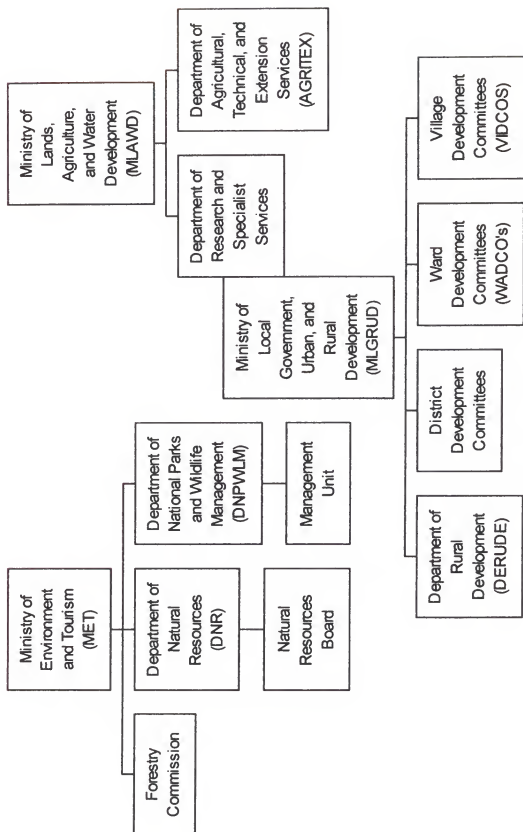 Ministry of
Environment
and Tourism
(MET)
Forestry
Commission
Department of
Natural
Resources
(DNR)
Department of
National Parks
and Wildlife
Management
(DNPWLM)
Natural
Resources
Board
Management
Unit
Ministry of
Lands,
Agriculture,
and Water
Development
(MLAWD)
Department of
Research and
Specialist
Services
Department of
Agricultural,
Technical, and
Extension
Services
(AGRITEX)
Ministry of
Local
Government,
Urban, and
Rural
Development
(MLGRUD)
Department of
Rural
Development
(DERUDE)
District
Development
Committees
Ward
Development
Committees
(WADCO's)
Village
Development
Committees
(VIDCOS)